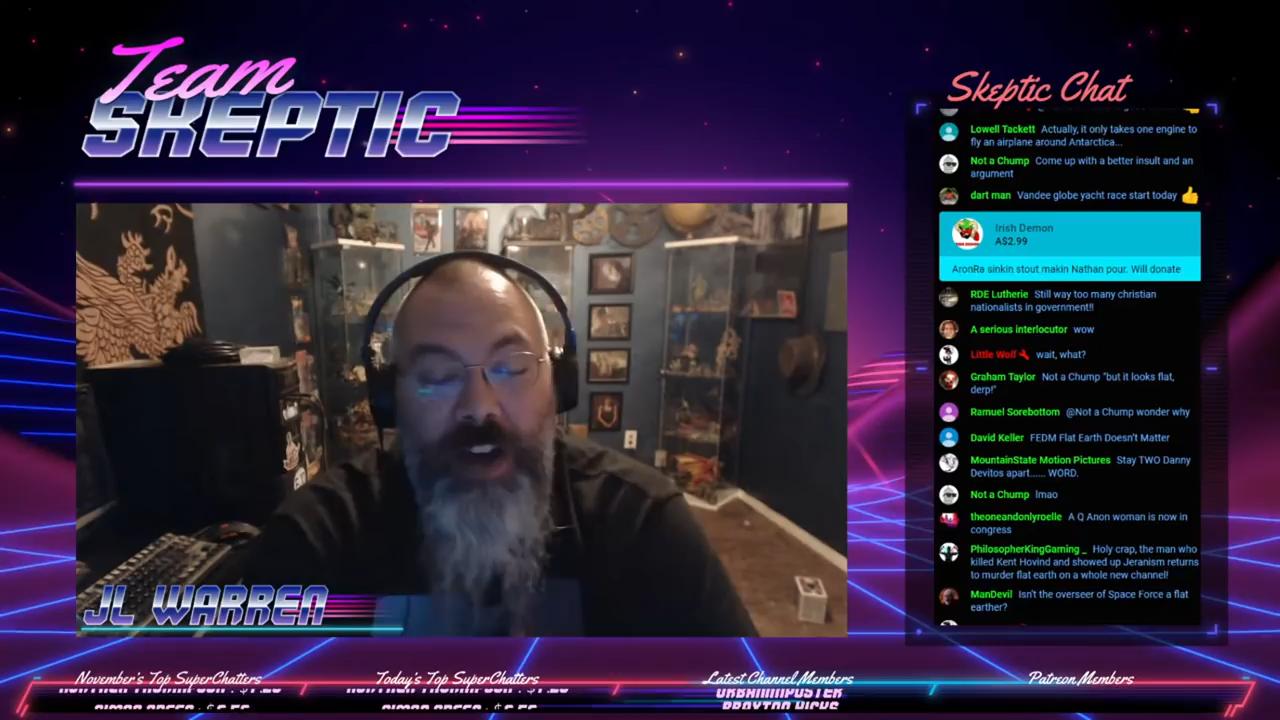 Team
SKEPTIC
Skeptic Chat
Lowell Tackett Actually, it only takes one engine to
fly an airplane around Antarctica...
Not a Chump Come up with a better insult and an
argument
dart man Vandee globe yacht race start today
Irish Demon
A$2.99
AronRa sinkin stout makin Nathan pour. Will donate
RDE Lutherie Still way too many christian
nationalists in government!!
A serious interlocutor wow
Little Wolf wait, what?
Graham Taylor Not a Chump "but it looks flat,
derp!"
Ramuel Sorebottom @Not a Chump wonder why
David Keller FEDM Flat Earth Doesn't Matter
MountainState Motion Pictures Stay TWO Danny
Devitos apart...... WORD.
Not a Chump lmao
theoneandonlyroelle A Q Anon woman is now in
congress
PhilosopherKingGaming _ Holy crap, the man who
killed Kent Hovind and showed up Jeranism returns
to murder flat earth on a whole new channel!
ManDevil Isn't the overseer of Space Force a flat
earther?
JL WARREN
November's Top SuperChatters
Today's Top SuperChatters
Latest Channel Members
Patreon Members
URBANIMPOSTER